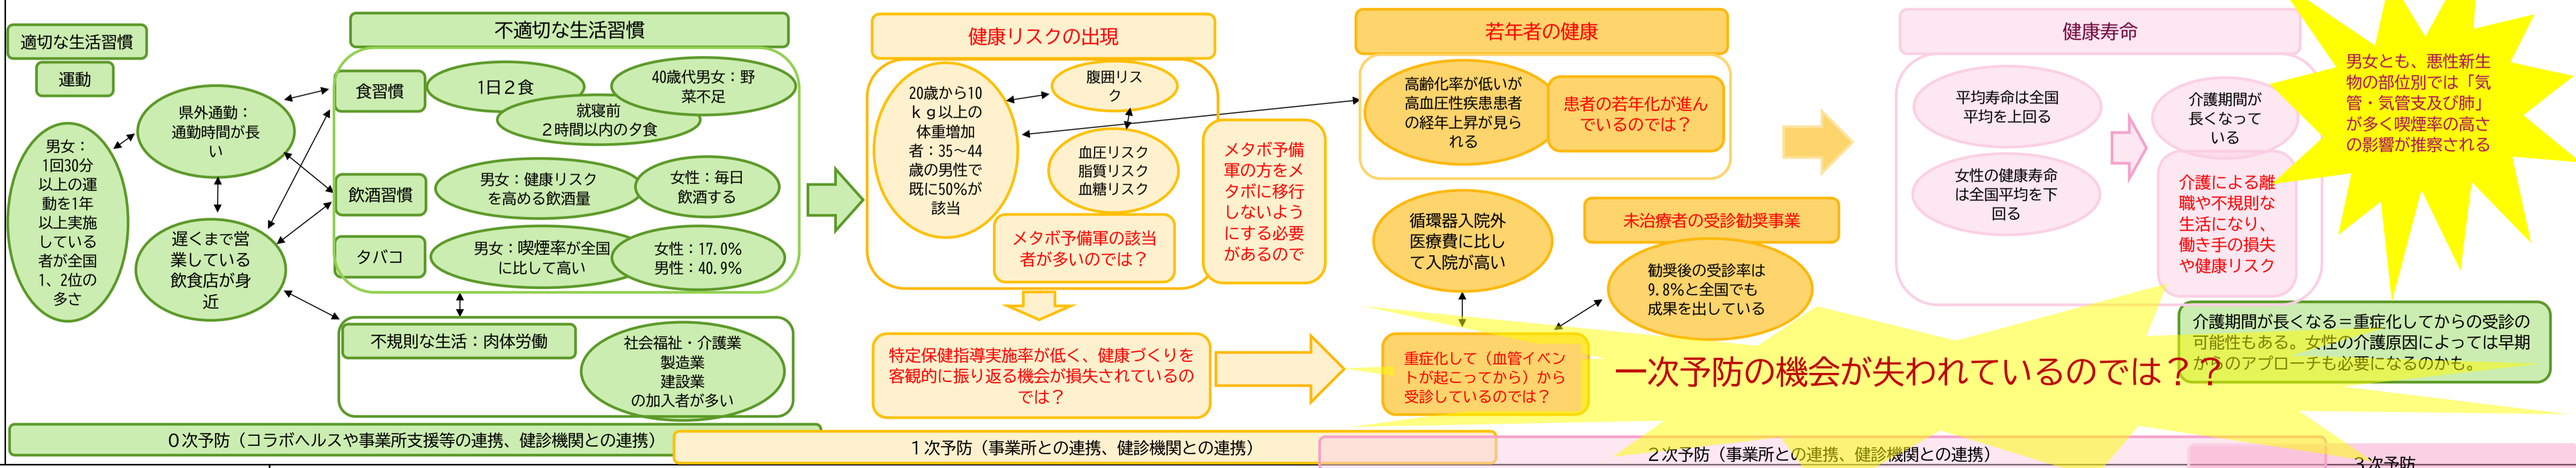 適切な生活習慣
運動
男女：
1回30分
以上の運
動を1年
以上実施
している
者が全国
1、2位の
多さ
県外通勤：
通勤時間が長
い
遅くまで営
業している
飲食店が身
近
不適切な生活習慣
食習慣
1日２食
40歳代男女：野
菜不足
就寝前
２時間以内の夕食
飲酒習慣
男女：健康リスク
を高める飲酒量
女性：毎日
飲酒する
タバコ
男女：喫煙率が全国
に比して高い
女性：17.0%
男性：40.9%
不規則な生活：肉体労働
社会福祉・介護業
製造業
建設業
の加入者が多い
健康リスクの出現
20歳から10
ｋｇ以上の
体重増加
者：35～44
歳の男性で
既に50%が
該当
腹囲リス
ク
血圧リスク
脂質リスク
血糖リスク
メタボ予備軍の該当
者が多いのでは？
メタボ予備
軍の方をメ
タボに移行
しないよう
にする必要
があるので
特定保健指導実施率が低く、健康づくりを
客観的に振り返る機会が損失されているの
では？
若年者の健康
高齢化率が低いが
高血圧性疾患患者
の経年上昇が見ら
れる
患者の若年化が進ん
でいるのでは？
循環器入院外
医療費に比し
て入院が高い
未治療者の受診勧奨事業
勧奨後の受診率は
9.8%と全国でも
成果を出している
重症化して（血管イベン
トが起こってから）から
受診しているのでは？
健康寿命
平均寿命は全国
平均を上回る
女性の健康寿命
は全国平均を下
回る
介護期間が
長くなって
いる
介護による離
職や不規則な
生活になり、
働き手の損失
や健康リスク
男女とも、悪性新生
物の部位別では「気
管・気管支及び肺」
が多く喫煙率の高さ
の影響が推察される
介護期間が長くなる＝重症化してからの受診の
可能性もある。女性の介護原因によっては早期
からのアプローチも必要になるのかも。
一次予防の機会が失われているのでは？？
０次予防（コラボヘルスや事業所支援等の連携、健診機関との連携）
１次予防（事業所との連携、健診機関との連携）
２次予防（事業所との連携、健診機関との連携）
３次予防